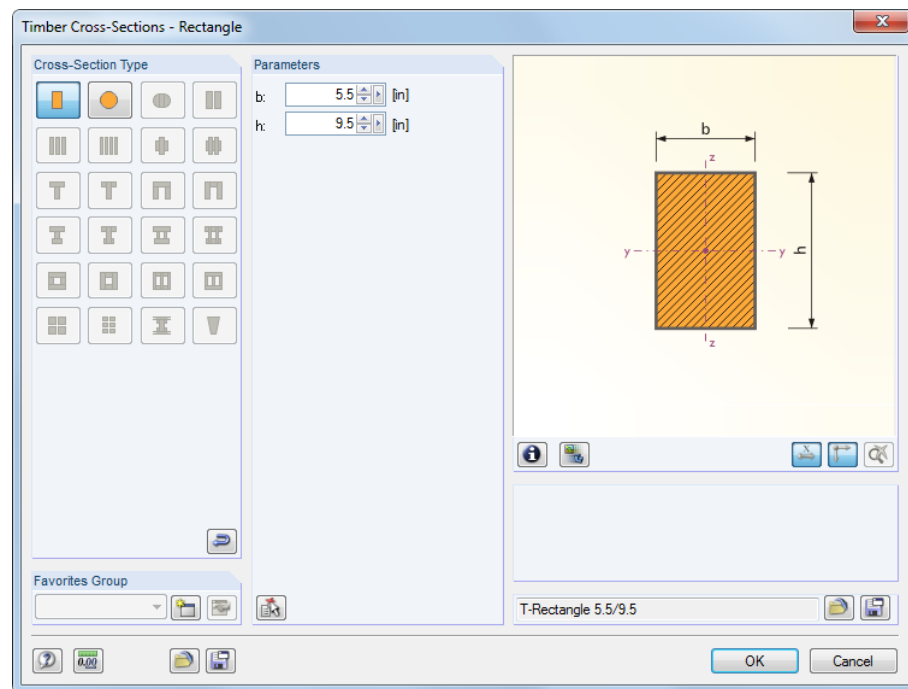 Timber Cross-Sections - Rectangle
Cross-Section Type
Parameters
b: 5.5 [in]
h: 9.5 [in]
b
z
y y
h
z
Favorites Group
T-Rectangle 5.5/9.5
0.00
OK Cancel